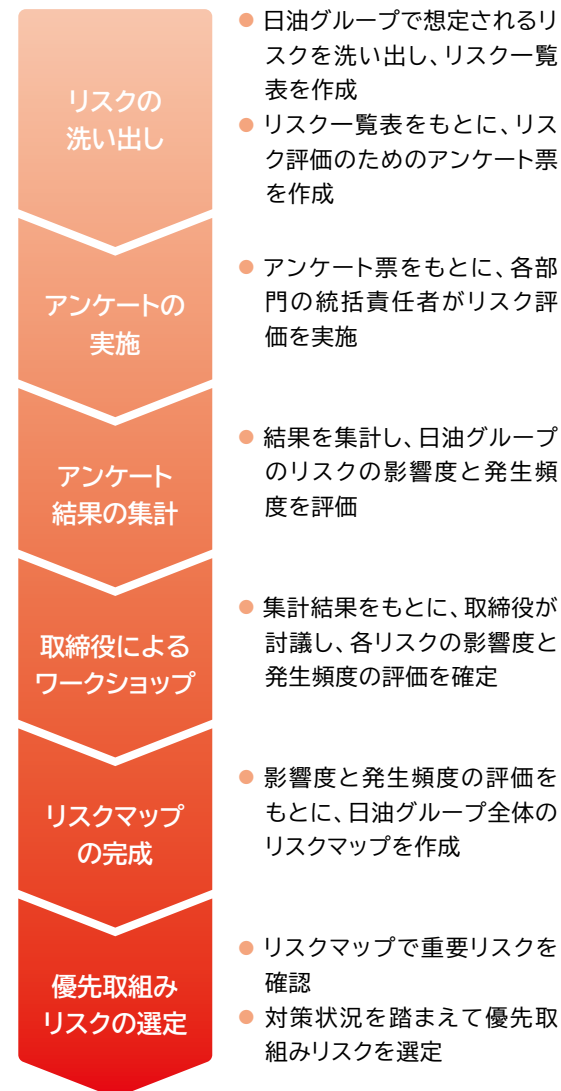 リスクの
洗い出し
● 日油グループで想定されるリ
スクを洗い出し、リスク一覧
表を作成
● リスク一覧表をもとに、リス
ク評価のためのアンケート票
を作成
アンケートの
実施
● アンケート票をもとに、各部
門の統括責任者がリスク評
価を実施
アンケート
結果の集計
● 結果を集計し、日油グループ
のリスクの影響度と発生頻
度を評価
取締役による
ワークショップ
● 集計結果をもとに、取締役が
討議し、各リスクの影響度と
発生頻度の評価を確定
リスクマップ
の完成
● 影響度と発生頻度の評価を
もとに、日油グループ全体の
リスクマップを作成
優先取組み
リスクの選定
● リスクマップで重要リスクを
確認
● 対策状況を踏まえて優先取
組みリスクを選定